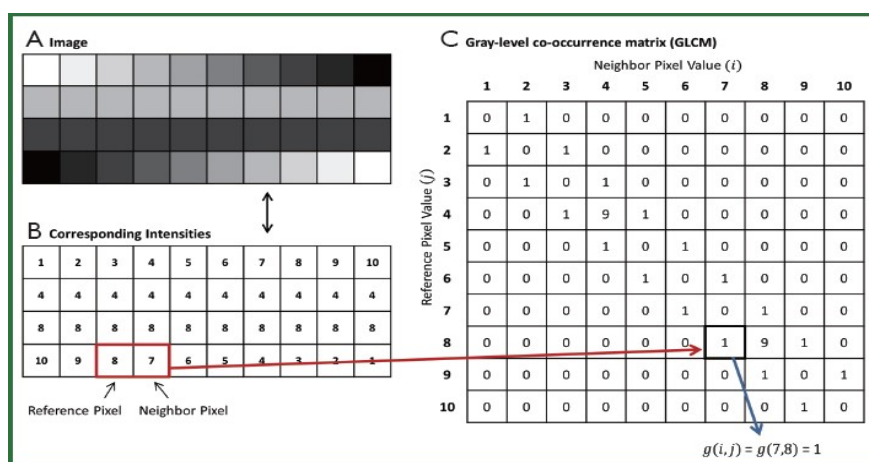 A Image
B Corresponding Intensities
1 2 3 4 5 6 7 8 9 10
4 4 4 4 4 4 4 4 4 4
8 8 8 8 8 8 8 8 8 8
10 9 8 7 6 5 4 3 2 1
Reference Pixel Neighbor Pixel
C Gray-level co-occurrence matrix (GLCM)
Neighbor Pixel Value (i)
Reference Pixel Value (j)
1 2 3 4 5 6 7 8 9 10
1 0 1 0 0 0 0 0 0 0 0
2 1 0 1 0 0 0 0 0 0 0
3 0 1 0 1 0 0 0 0 0 0
4 0 0 1 9 1 0 0 0 0 0
5 0 0 0 1 0 1 0 0 0 0
6 0 0 0 0 1 0 1 0 0 0
7 0 0 0 0 0 1 0 1 0 0
8 0 0 0 0 0 0 1 9 1 0
9 0 0 0 0 0 0 0 1 0 1
10 0 0 0 0 0 0 0 0 1 0
g(i,j) = g(7,8) = 1